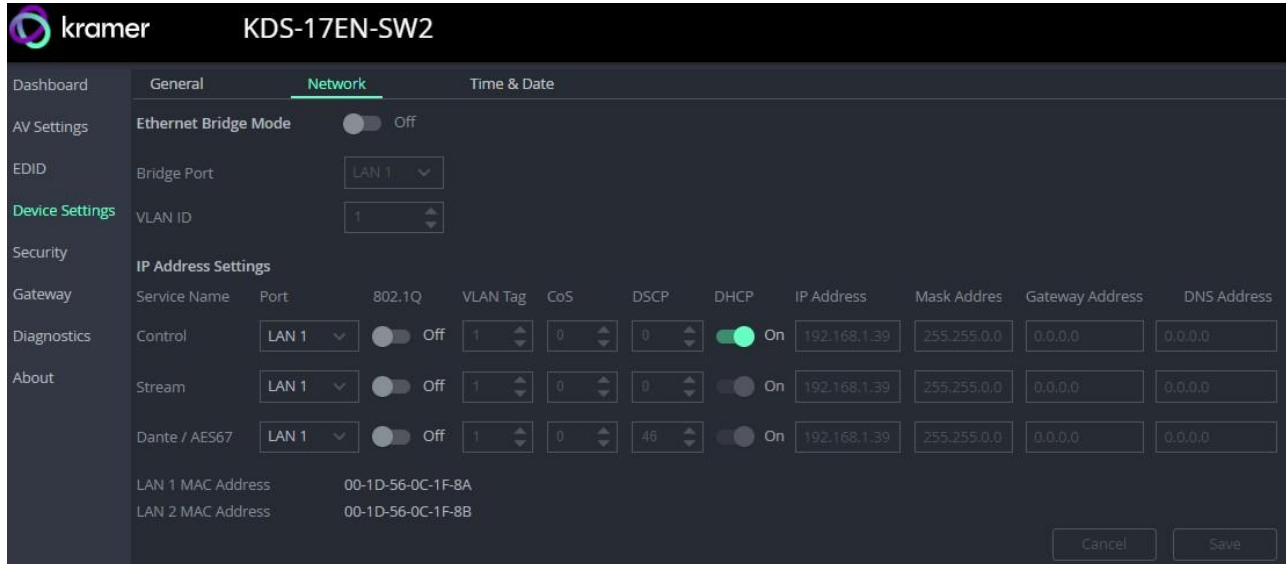 kramer KDS-17EN-SW2
Dashboard
AV Settings
EDID
Device Settings
Security
Gateway
Diagnostics
About
General Network Time & Date
Ethernet Bridge Mode Off
Bridge Port LAN 1
VLAN ID 1
IP Address Settings
Service Name Port 802.1Q VLAN Tag CoS DSCP DHCP IP Address Mask Addres Gateway Address DNS Address
Control LAN 1 Off 1 0 0 On 192.168.1.39 255.255.0.0 0.0.0.0 0.0.0.0
Stream LAN 1 Off 1 0 0 On 192.168.1.39 255.255.0.0 0.0.0.0 0.0.0.0
Dante / AES67 LAN 1 Off 1 0 46 On 192.168.1.39 255.255.0.0 0.0.0.0 0.0.0.0
LAN 1 MAC Address 00-1D-56-0C-1F-8A
LAN 2 MAC Address 00-1D-56-0C-1F-8B
Cancel Save